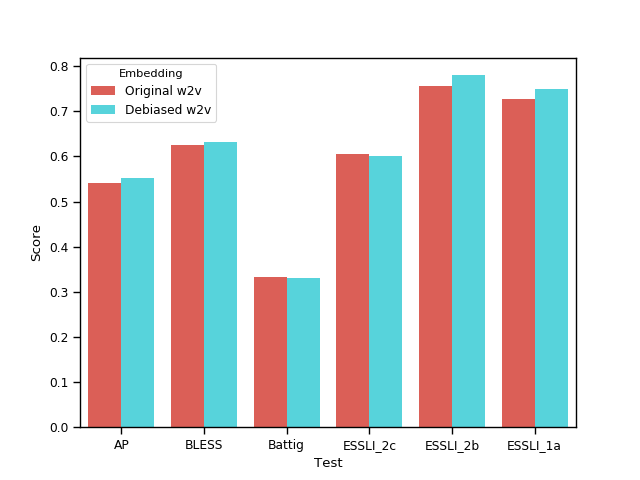 Embedding
Original w2v
Debiased w2v
0.8
0.7
0.6
0.5
0.4
0.3
0.2
0.1
0.0
Score
AP BLESS Battig ESSLI_2c ESSLI_2b ESSLI_1a
Test